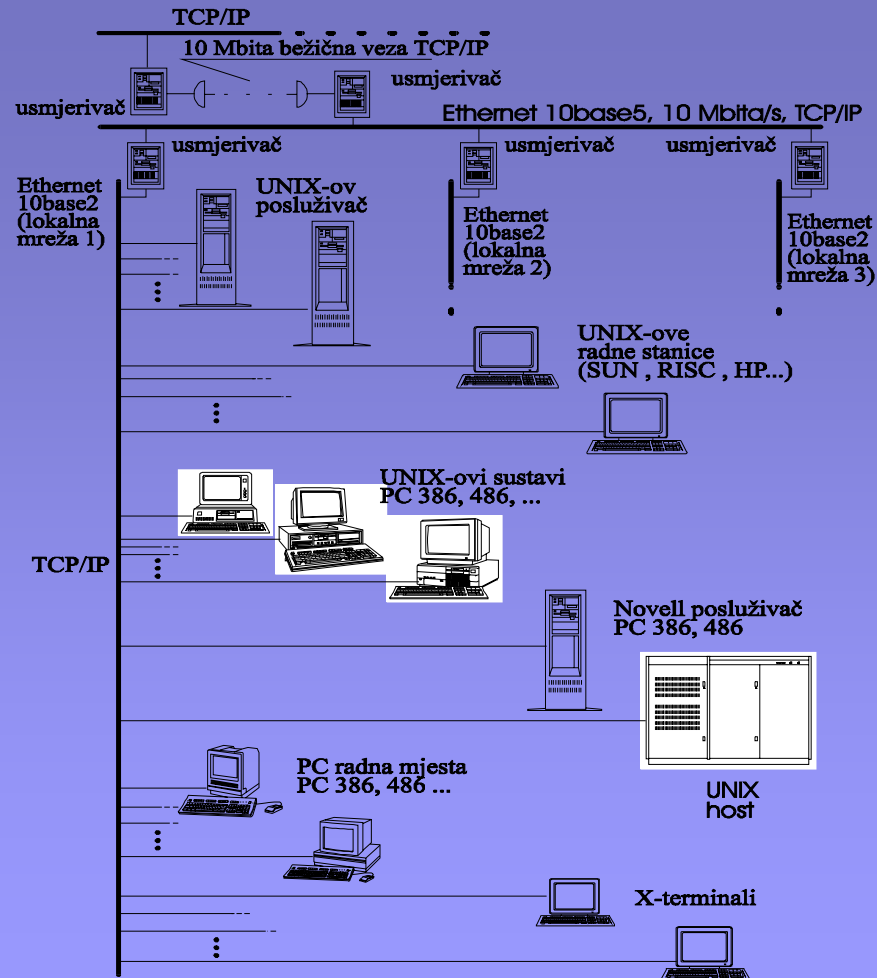 TCP/IP
10 Mbita bežična veza TCP/IP
usmjerivač
usmjerivač
Ethernet 10base5, 10 Mbita/s, TCP/IP
usmjerivač
usmjerivač
usmjerivač
Ethernet
10base2
(lokalna
mreža 1)
UNIX-ov
posluživač
Ethernet
10base2
(lokalna
mreža 2)
Ethernet
10base2
(lokalna
mreža 3)
UNIX-ove
radne stanice
(SUN , RISC , HP...)
UNIX-ovi sustavi
PC 386, 486, ...
TCP/IP
Novell posluživač
PC 386, 486
UNIX
host
PC radna mjesta
PC 386, 486 ...
X-terminali